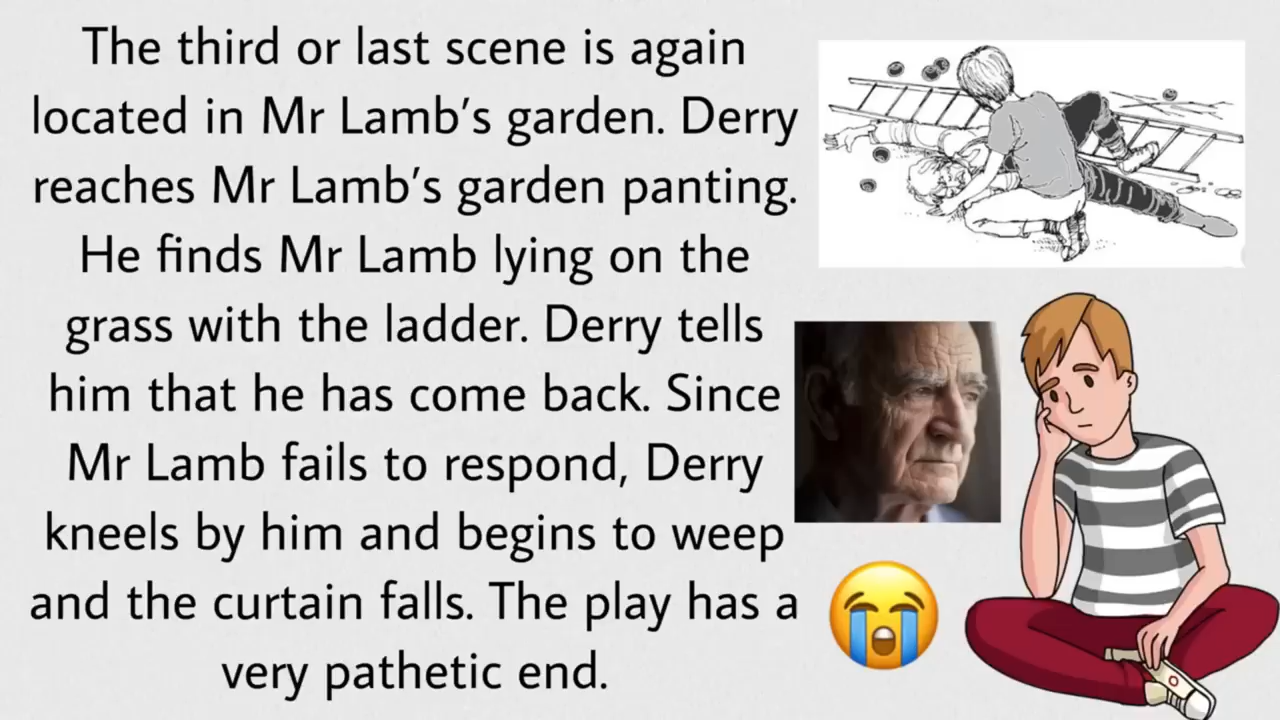 The third or last scene is again
located in Mr Lamb's garden. Derry
reaches Mr Lamb's garden panting.
He finds Mr Lamb lying on the
grass with the ladder. Derry tells
him that he has come back. Since
Mr Lamb fails to respond, Derry
kneels by him and begins to weep
and the curtain falls. The play has a
very pathetic end.